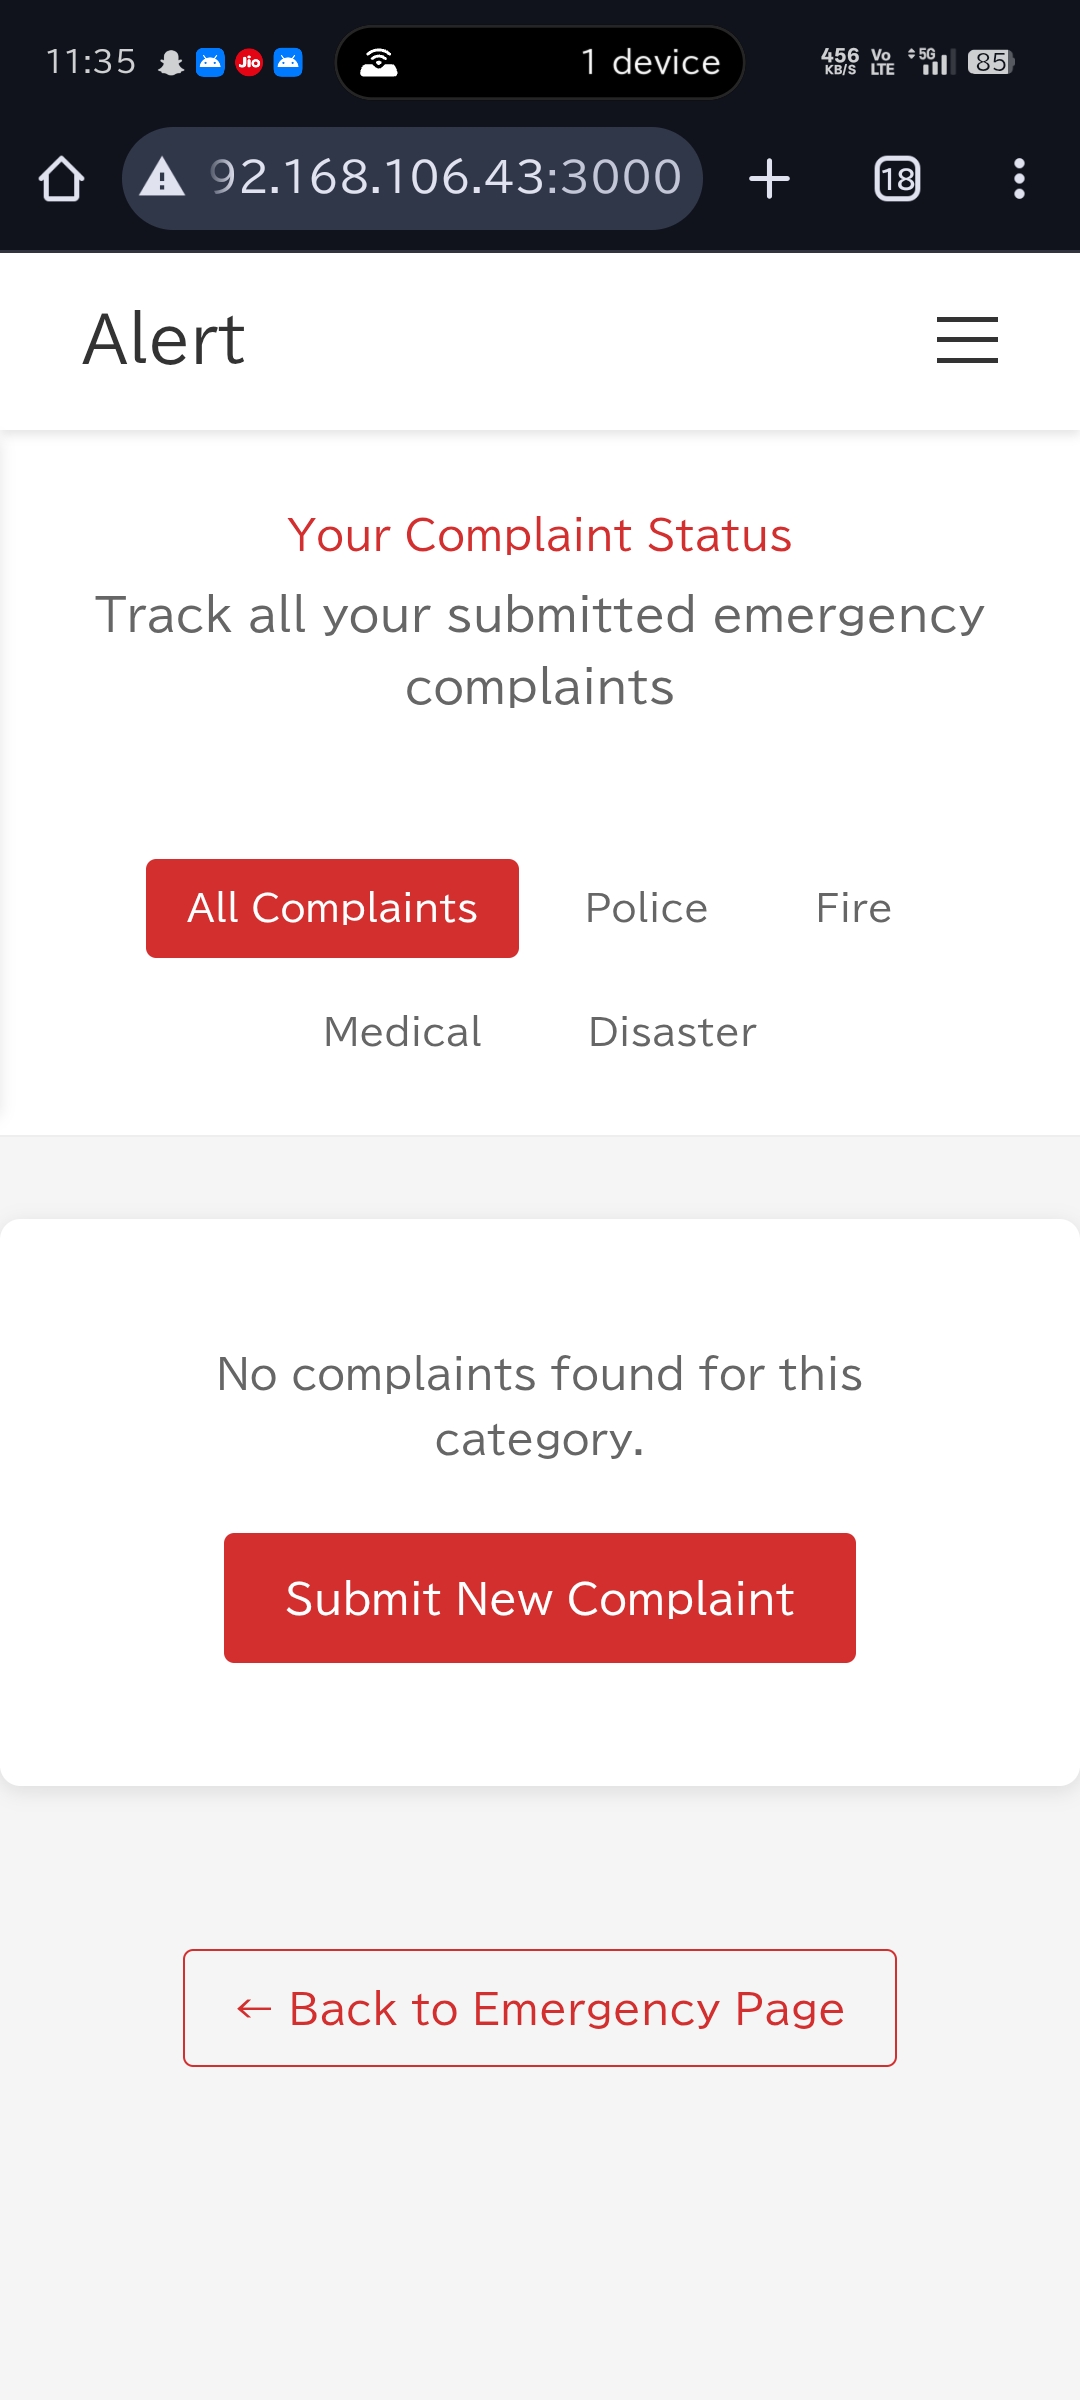 11:35 Jio 1 device 456 KB/S Vo LTE 5G 85
92.168.106.43:3000 18
Alert
Your Complaint Status
Track all your submitted emergency
complaints
All Complaints Police Fire
Medical Disaster
No complaints found for this
category.
Submit New Complaint
← Back to Emergency Page